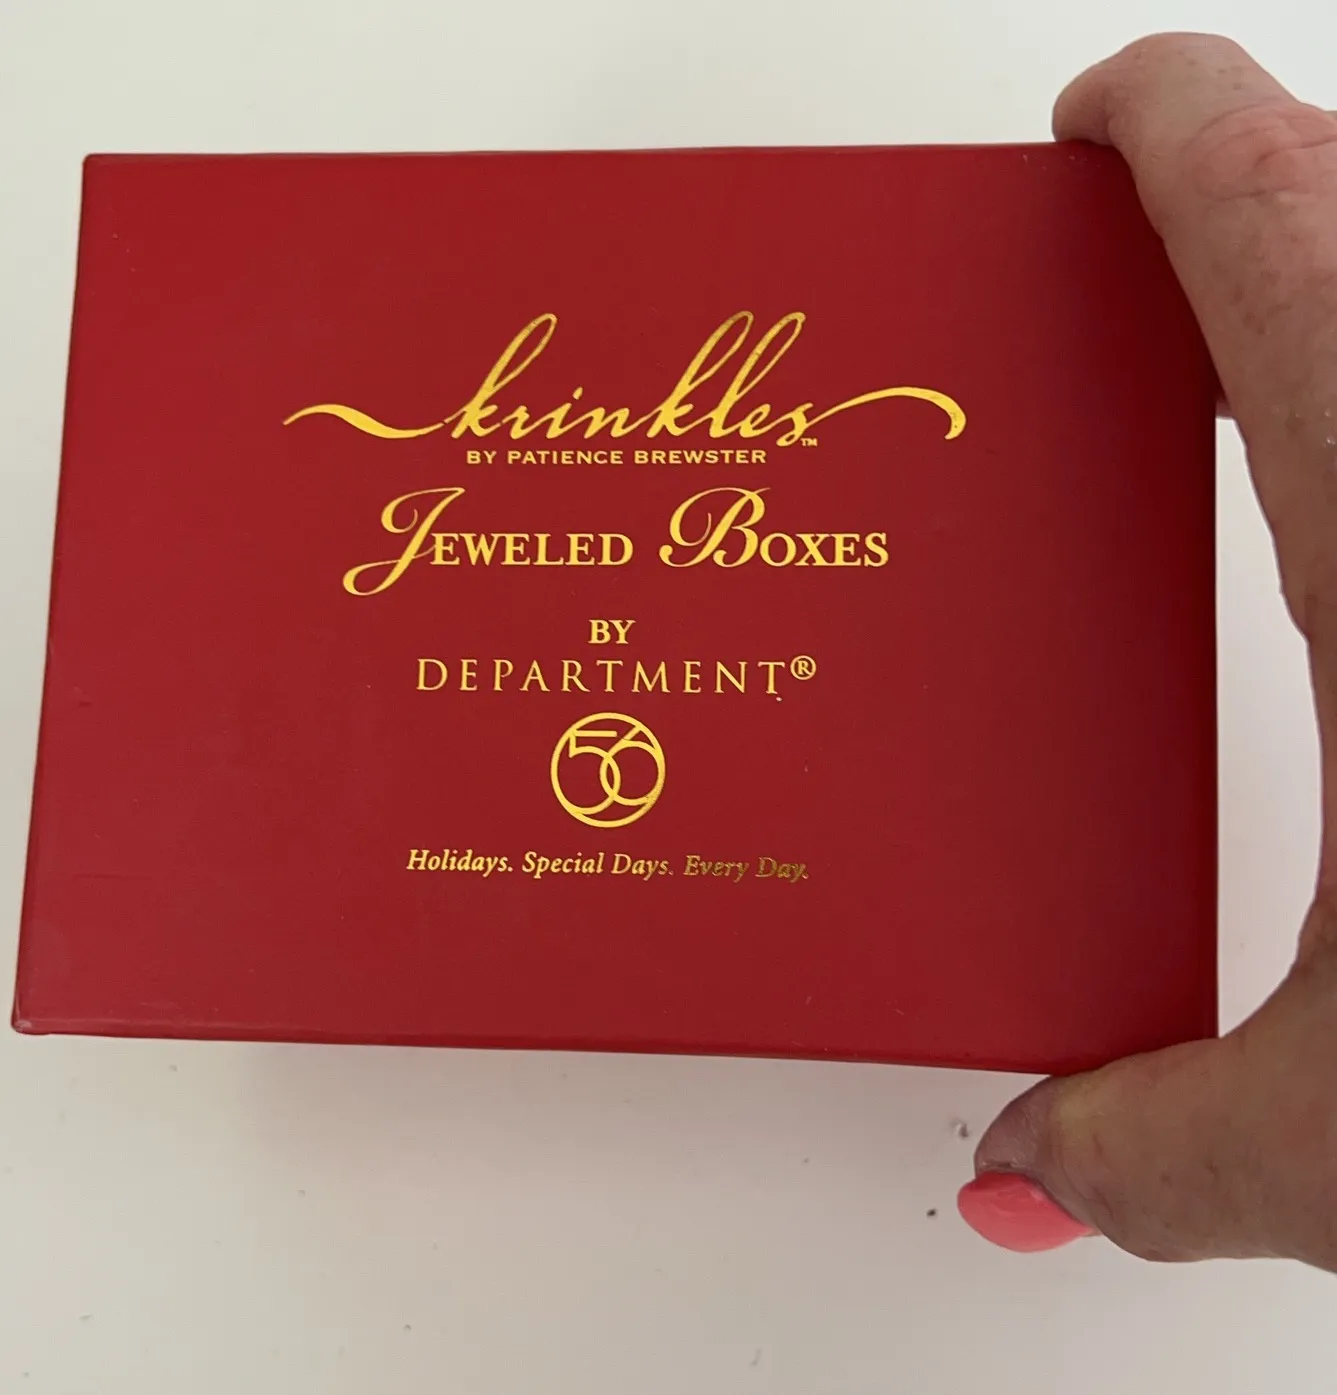 krinkles™
BY PATIENCE BREWSTER
JEWELED BOXES
BY
DEPARTMENT®
56
Holidays. Special Days. Every Day.